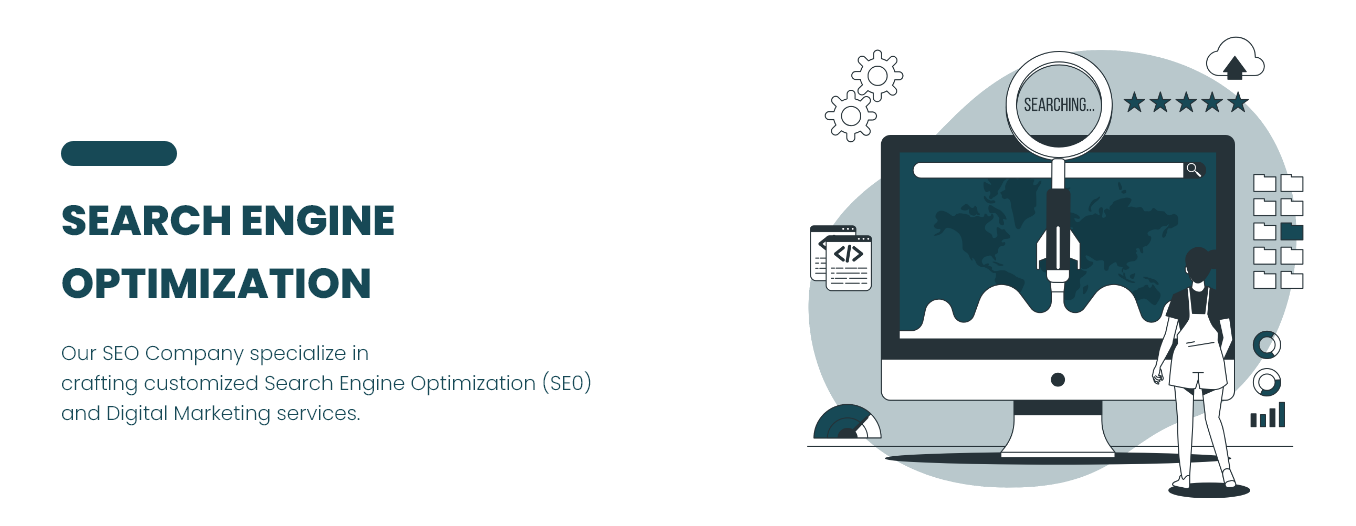 SEARCHING...
SEARCH ENGINE
OPTIMIZATION
Our SEO Company specialize in
crafting customized Search Engine Optimization (SE0)
and Digital Marketing services.